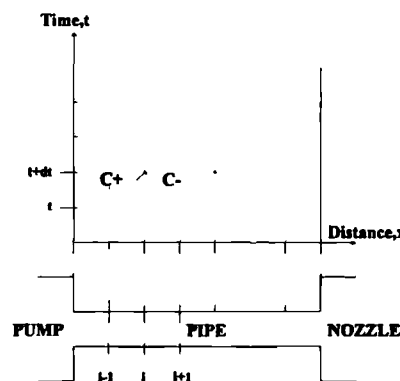 Time,t
t+dt
C+
C-
t
Distance,x
PUMP
PIPE
NOZZLE
i-1
i
i+1